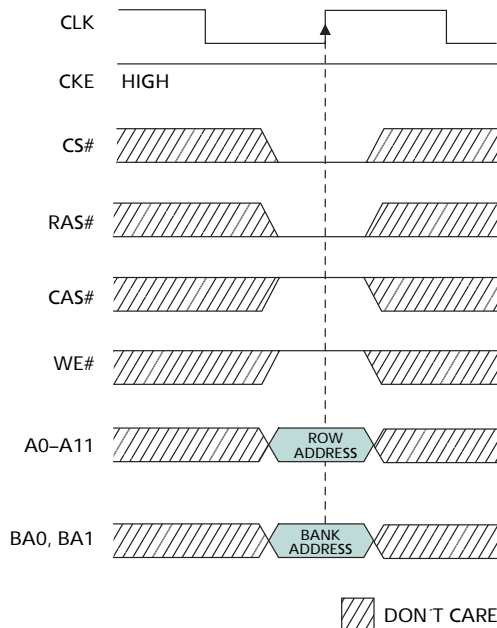 CLK
CKE HIGH
CS#
RAS#
CAS#
WE#
A0–A11 ROW ADDRESS
BA0, BA1 BANK ADDRESS
DON´T CARE